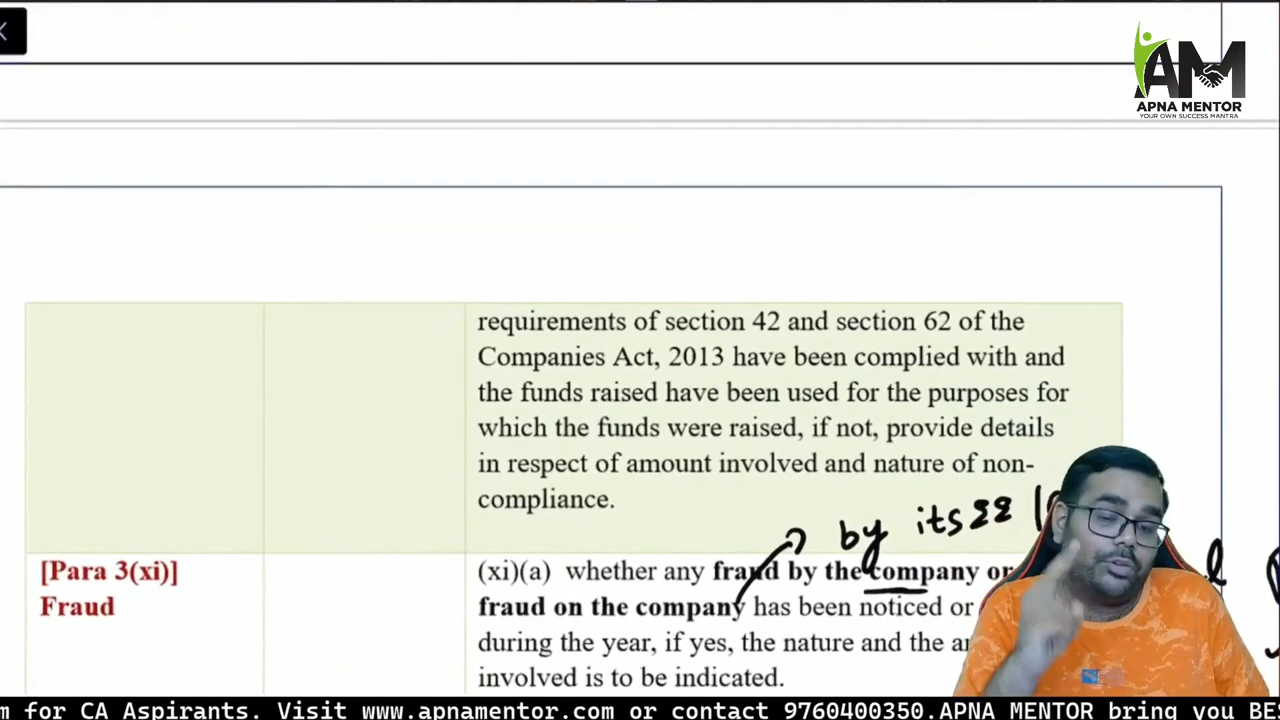 AM
APNA MENTOR
YOUR OWN SUCCESS MANTRA
requirements of section 42 and section 62 of the
Companies Act, 2013 have been complied with and
the funds raised have been used for the purposes for
which the funds were raised, if not, provide details
in respect of amount involved and nature of non-
compliance.
by its
[Para 3(xi)]
Fraud
(xi)(a) whether any fraud by the company or
fraud on the company has been noticed or
during the year, if yes, the nature and the
involved is to be indicated.
m for CA Aspirants. Visit www.apnamentor.com or contact 9760400350.APNA MENTOR bring you BES